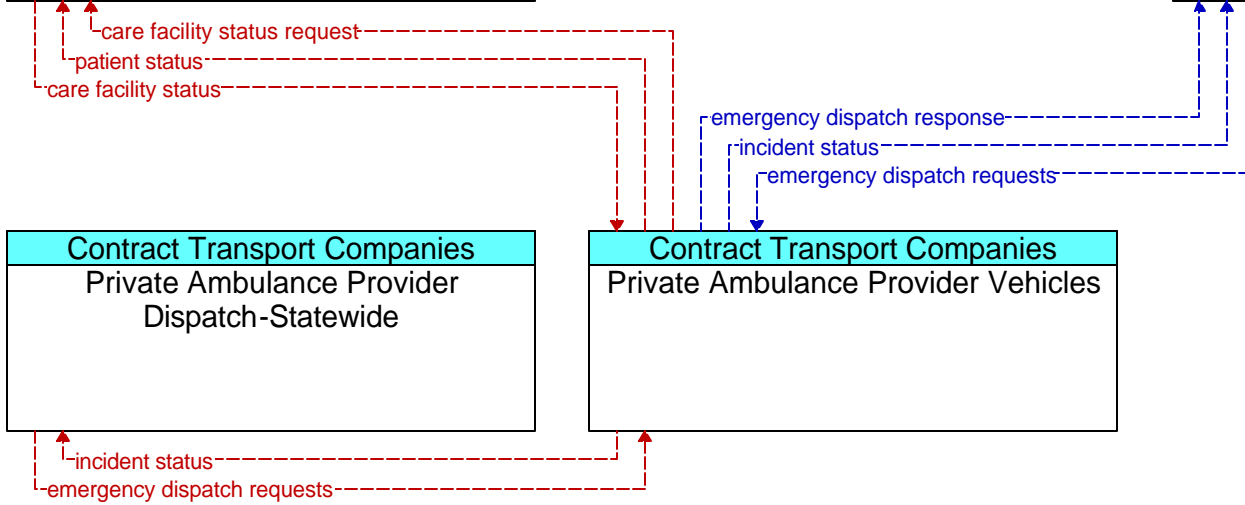 care facility status request
patient status
care facility status
emergency dispatch response
incident status
emergency dispatch requests
Contract Transport Companies
Private Ambulance Provider
Dispatch-Statewide
Contract Transport Companies
Private Ambulance Provider Vehicles
incident status
emergency dispatch requests